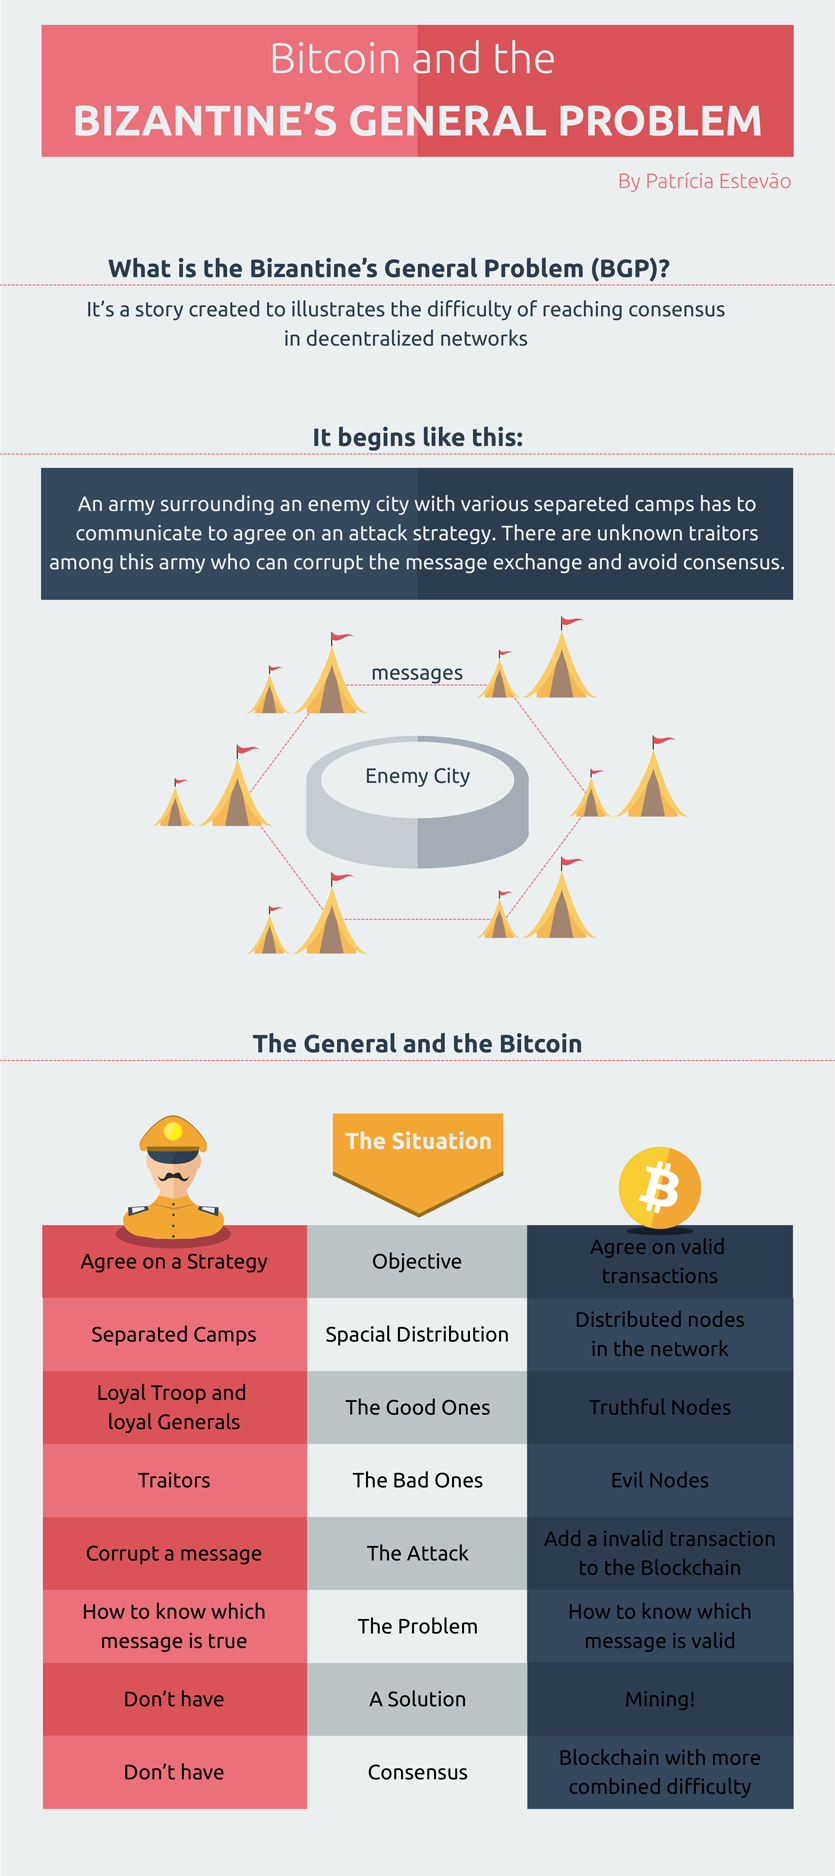 Bitcoin and the
BIZANTINE'S GENERAL PROBLEM
By Patrícia Estevão
What is the Bizantine's General Problem (BGP)?
It's a story created to illustrates the difficulty of reaching consensus
in decentralized networks
It begins like this:
An army surrounding an enemy city with various separeted camps has to
communicate to agree on an attack strategy. There are unknown traitors
among this army who can corrupt the message exchange and avoid consensus.
messages
Enemy City
The General and the Bitcoin
The Situation
Agree on a Strategy
Objective
Agree on valid
transactions
Separated Camps
Spacial Distribution
Distributed nodes
in the network
Loyal Troop and
loyal Generals
The Good Ones
Truthful Nodes
Traitors
The Bad Ones
Evil Nodes
Corrupt a message
The Attack
Add a invalid transaction
to the Blockchain
How to know which
message is true
The Problem
How to know which
message is valid
Don't have
A Solution
Mining!
Don't have
Consensus
Blockchain with more
combined difficulty